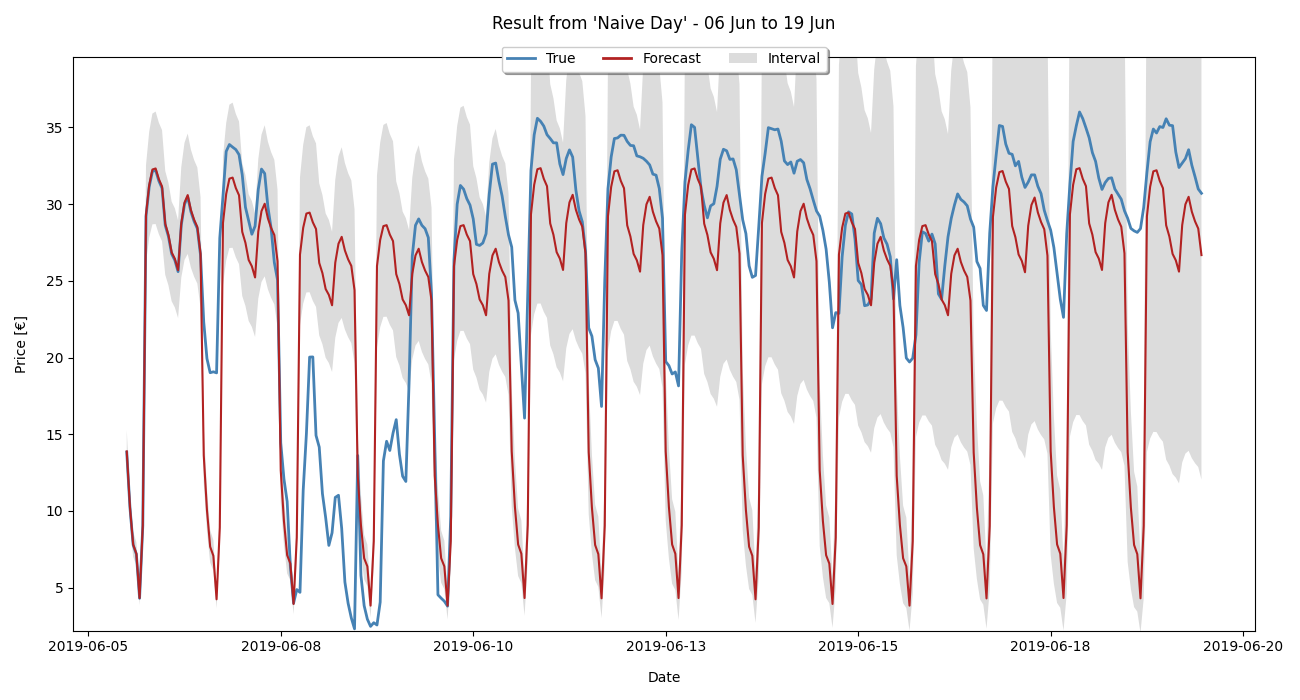 Result from 'Naive Day' - 06 Jun to 19 Jun
True
Forecast
Interval
Price [€]
35
30
25
20
15
10
5
2019-06-05
2019-06-08
2019-06-10
2019-06-13
2019-06-15
2019-06-18
2019-06-20
Date